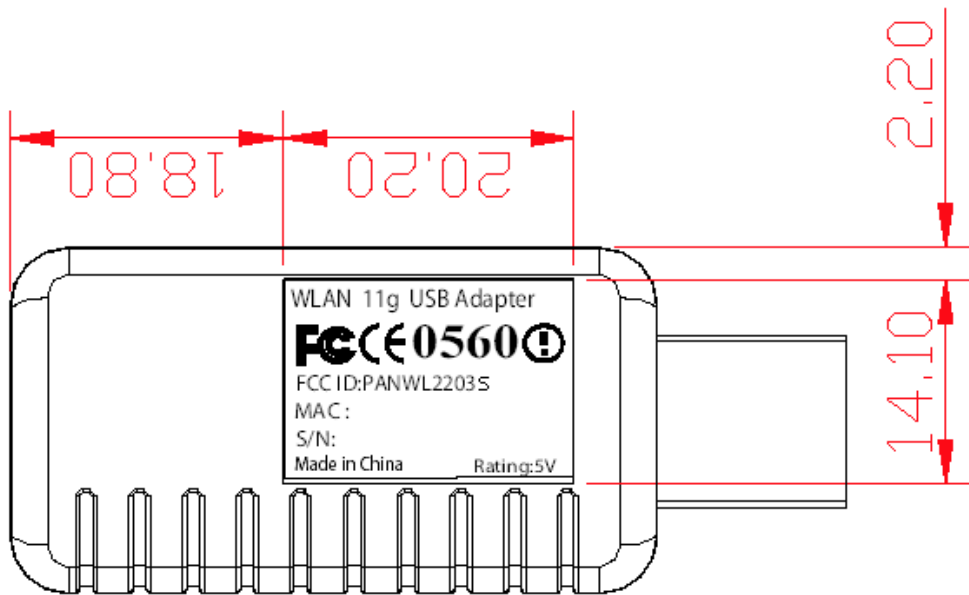 2.20
18.80
20.20
WLAN 11g USB Adapter
FC CE 0560 !
FCC ID:PANWL2203S
MAC :
S/N:
Made in China Rating:5V
14.10